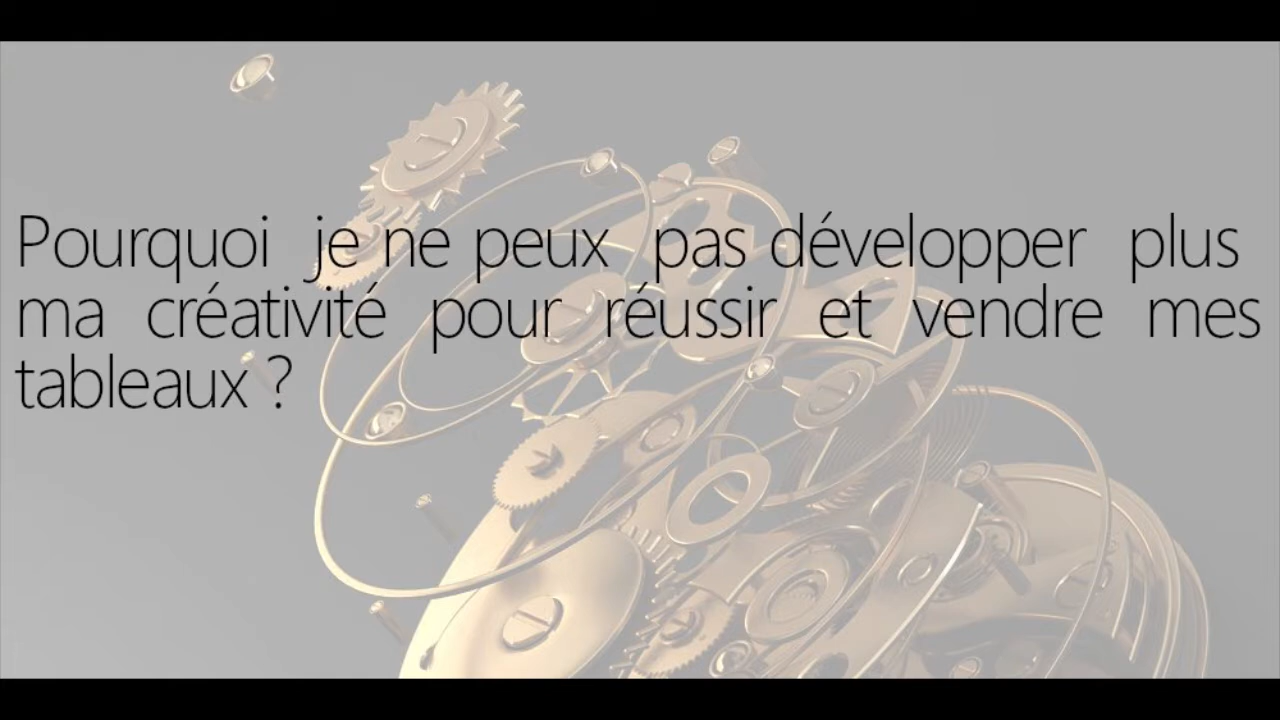 Pourquoi je ne peux pas développer plus
ma créativité pour réussir et vendre mes
tableaux ?